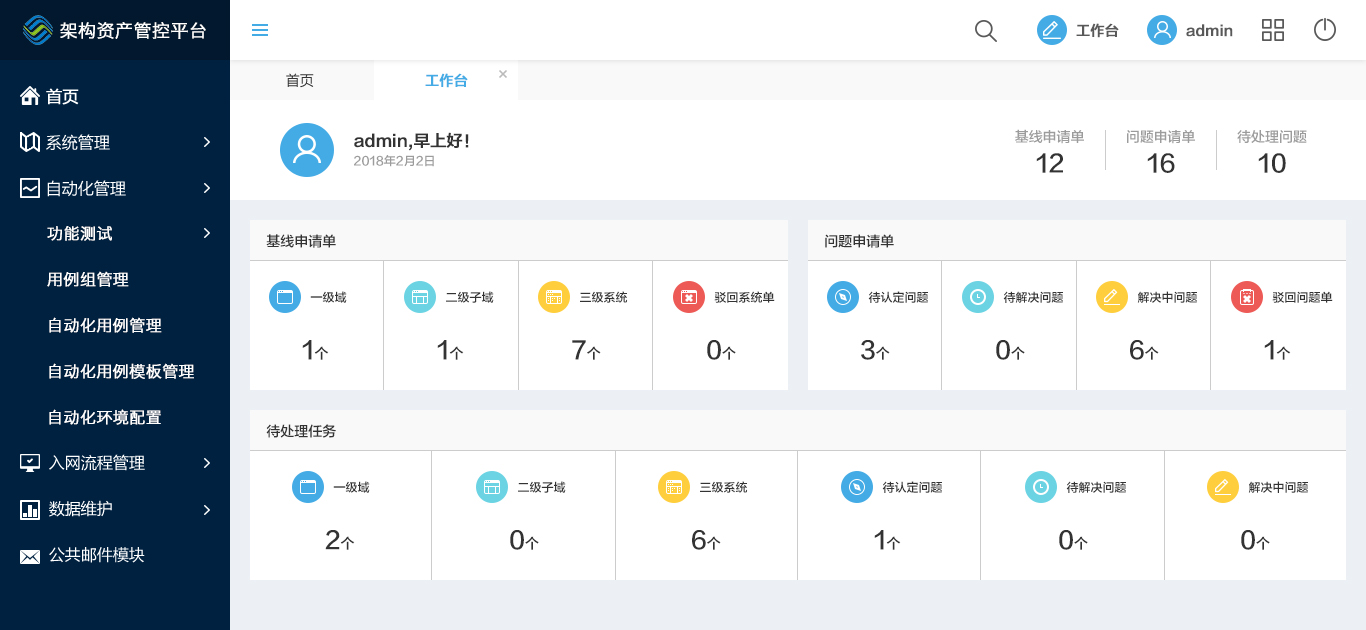 架构资产管控平台
工作台
admin
首页
系统管理
自动化管理
功能测试
用例组管理
自动化用例管理
自动化用例模板管理
自动化环境配置
入网流程管理
数据维护
公共邮件模块
首页
工作台
admin,早上好!
2018年2月2日
基线申请单 问题申请单 待处理问题
12 16 10
基线申请单
一级域 二级子域 三级系统 驳回系统单
1个 1个 7个 0个
问题申请单
待认定问题 待解决问题 解决中问题 驳回问题单
3个 0个 6个 1个
待处理任务
一级域 二级子域 三级系统 待认定问题 待解决问题 解决中问题
2个 0个 6个 1个 0个 0个